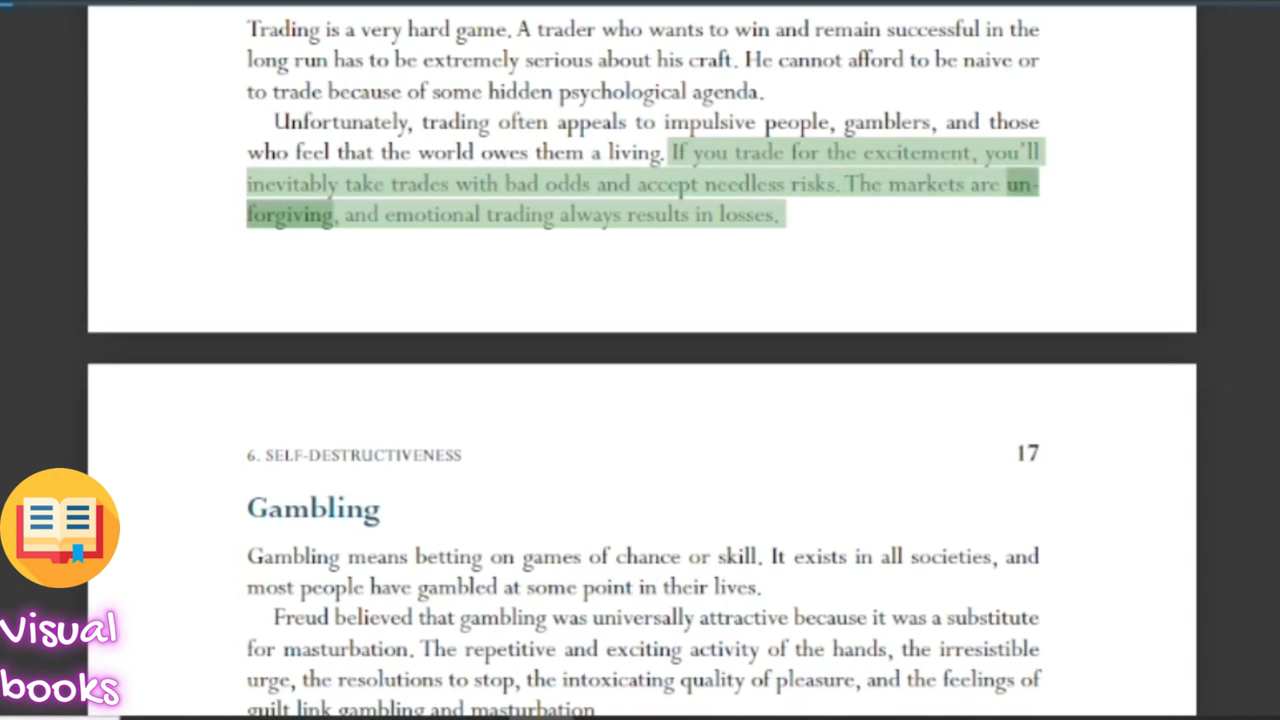 Trading is a very hard game. A trader who wants to win and remain successful in the
long run has to be extremely serious about his craft. He cannot afford to be naive or
to trade because of some hidden psychological agenda.
Unfortunately, trading often appeals to impulsive people, gamblers, and those
who feel that the world owes them a living. If you trade for the excitement, you'll
inevitably take trades with bad odds and accept needless risks. The markets are un-
forgiving, and emotional trading always results in losses.
6. SELF-DESTRUCTIVENESS 17
Gambling
Gambling means betting on games of chance or skill. It exists in all societies, and
most people have gambled at some point in their lives.
Freud believed that gambling was universally attractive because it was a substitute
for masturbation. The repetitive and exciting activity of the hands, the irresistible
urge, the resolutions to stop, the intoxicating quality of pleasure, and the feelings of
guilt link gambling and masturbation
Visual
books